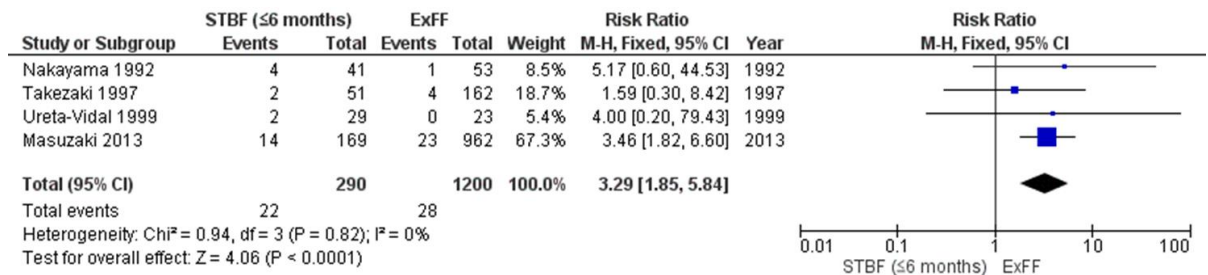 STBF (≤6 months) ExFF Risk Ratio Risk Ratio
Study or Subgroup Events Total Events Total Weight M-H, Fixed, 95% CI Year M-H, Fixed, 95% CI
Nakayama 1992 4 41 1 53 8.5% 5.17 [0.60, 44.53] 1992
Takezaki 1997 2 51 4 162 18.7% 1.59 [0.30, 8.42] 1997
Ureta-Vidal 1999 2 29 0 23 5.4% 4.00 [0.20, 79.43] 1999
Masuzaki 2013 14 169 23 962 67.3% 3.46 [1.82, 6.60] 2013
Total (95% CI) 290 1200 100.0% 3.29 [1.85, 5.84]
Total events 22 28
Heterogeneity: Chi² = 0.94, df = 3 (P = 0.82); I² = 0%
Test for overall effect: Z = 4.06 (P < 0.0001)
0.01 0.1 1 10 100
STBF (≤6 months) ExFF